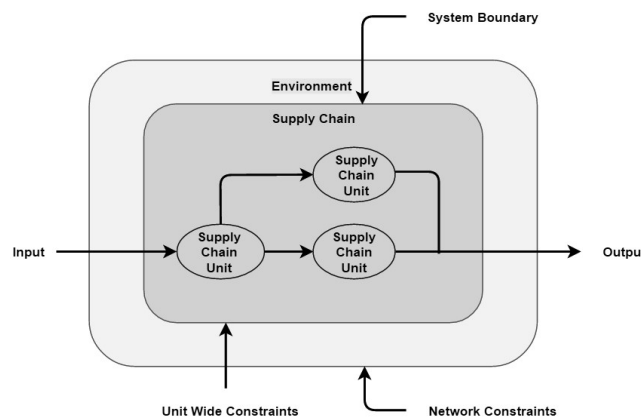 System Boundary
Environment
Supply Chain
Supply
Chain
Unit
Input
Supply
Chain
Unit
Supply
Chain
Unit
Outpu
Unit Wide Constraints
Network Constraints